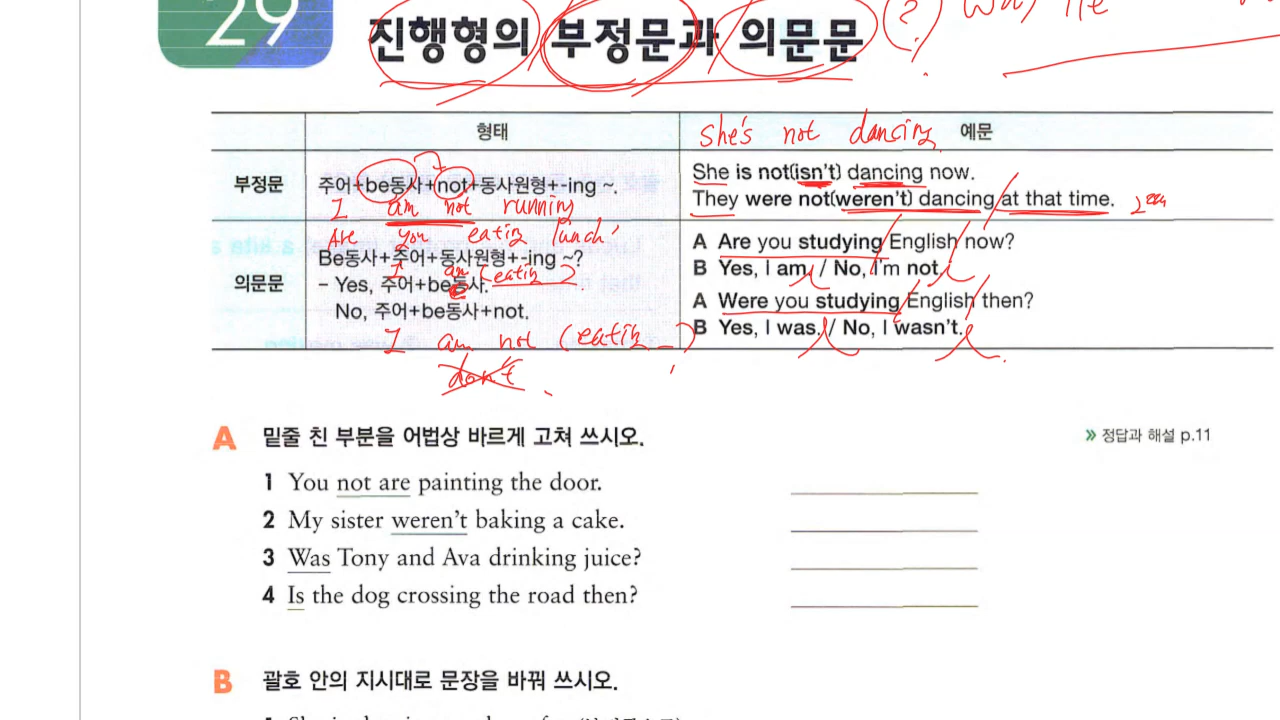 29 진행형의 부정문과 의문문 (?) was he
형태 She's not dancing 예문
부정문 주어+be동사+not+동사원형+-ing ~. She is not(isn't) dancing now.
I am not running They were not(weren't) dancing at that time.
Are you eating lunch?
Be동사+주어+동사원형+-ing ~? A Are you studying English now?
I am (eating)
의문문 – Yes, 주어+be동사. B Yes, I am. / No, I'm not.
No, 주어+be동사+not. A Were you studying English then?
I am not (eating B Yes, I was. / No, I wasn't.
don't
A 밑줄 친 부분을 어법상 바르게 고쳐 쓰시오. » 정답과 해설 p.11
1 You not are painting the door.
2 My sister weren't baking a cake.
3 Was Tony and Ava drinking juice?
4 Is the dog crossing the road then?
B 괄호 안의 지시대로 문장을 바꿔 쓰시오.